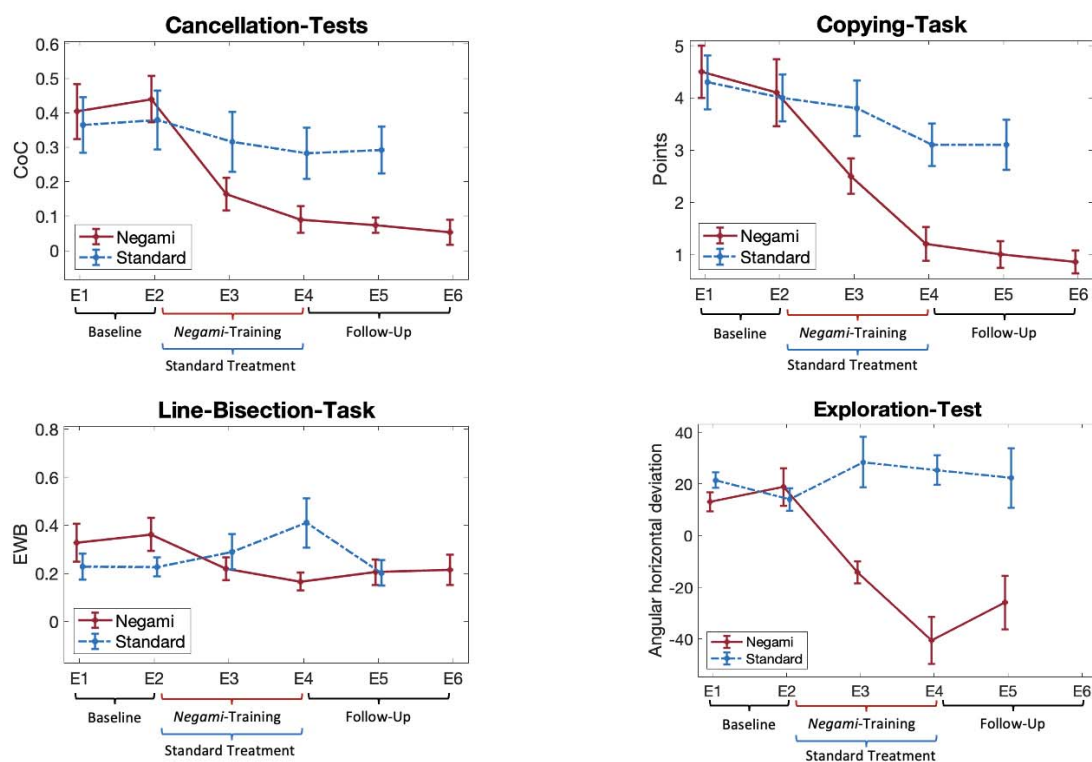 Cancellation-Tests
0.6
0.5
0.4
0.3
0.2
0.1
0
CoC
Negami
Standard
E1 E2 E3 E4 E5 E6
Baseline Negami-Training Follow-Up
Standard Treatment
Copying-Task
5
4
3
2
1
Points
Negami
Standard
E1 E2 E3 E4 E5 E6
Baseline Negami-Training Follow-Up
Standard Treatment
Line-Bisection-Task
0.8
0.6
0.4
0.2
0
EWB
Negami
Standard
E1 E2 E3 E4 E5 E6
Baseline Negami-Training Follow-Up
Standard Treatment
Exploration-Test
40
20
0
-20
-40
Angular horizontal deviation
Negami
Standard
E1 E2 E3 E4 E5 E6
Baseline Negami-Training Follow-Up
Standard Treatment